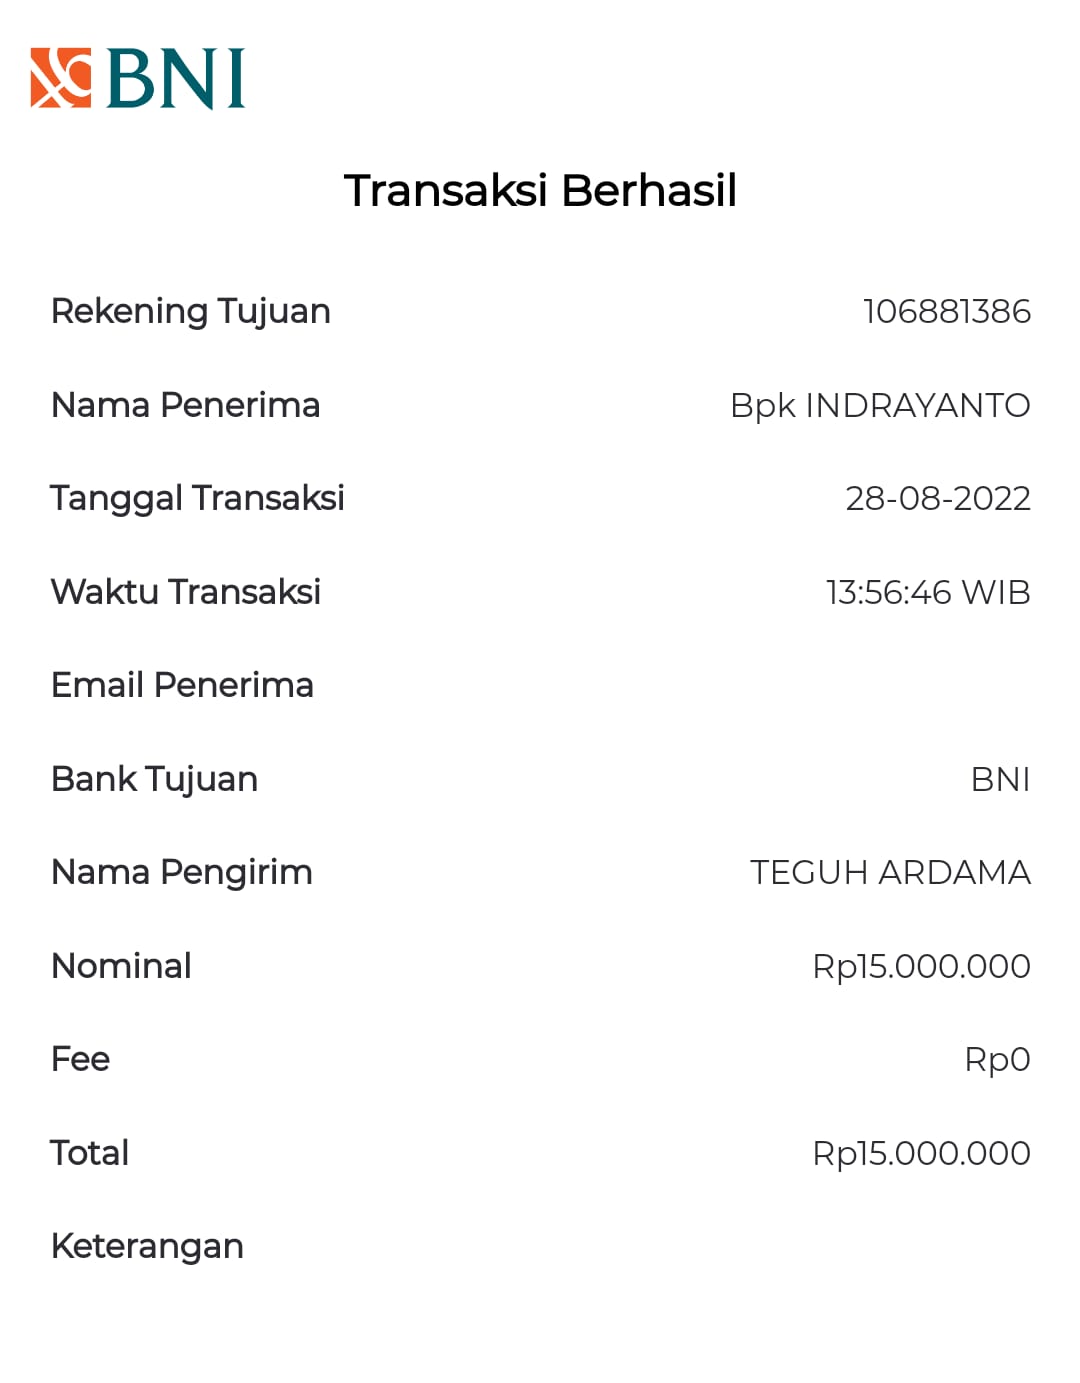 BNI
Transaksi Berhasil
Rekening Tujuan 106881386
Nama Penerima Bpk INDRAYANTO
Tanggal Transaksi 28-08-2022
Waktu Transaksi 13:56:46 WIB
Email Penerima
Bank Tujuan BNI
Nama Pengirim TEGUH ARDAMA
Nominal Rp15.000.000
Fee Rp0
Total Rp15.000.000
Keterangan